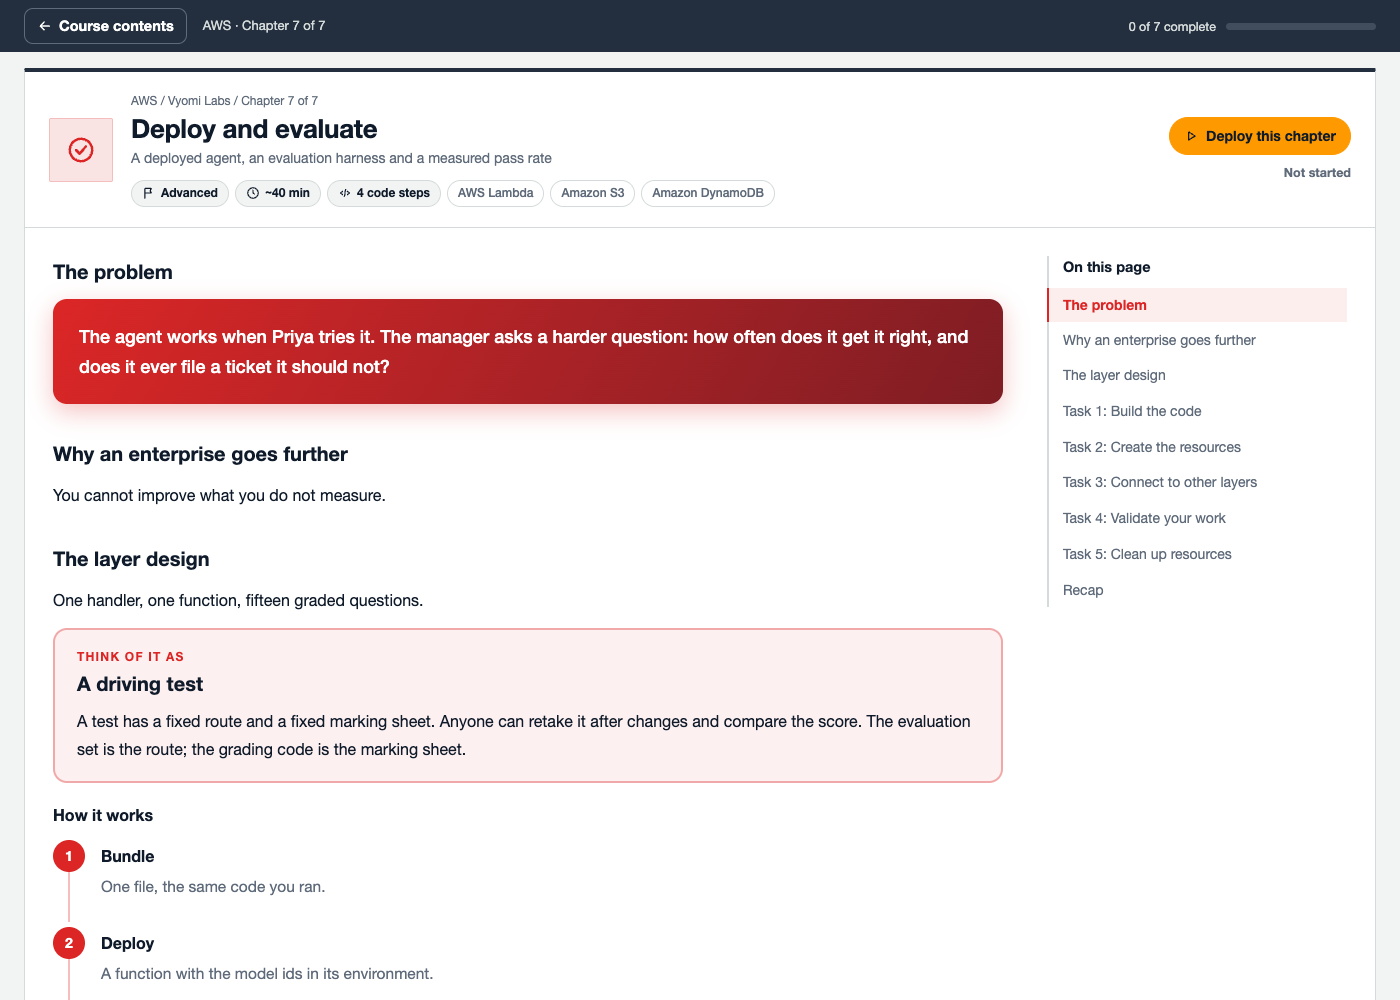 Course contents
AWS · Chapter 7 of 7
0 of 7 complete
AWS / Vyomi Labs / Chapter 7 of 7
Deploy and evaluate
A deployed agent, an evaluation harness and a measured pass rate
Advanced
~40 min
4 code steps
AWS Lambda
Amazon S3
Amazon DynamoDB
Deploy this chapter
Not started
The problem
The agent works when Priya tries it. The manager asks a harder question: how often does it get it right, and
does it ever file a ticket it should not?
Why an enterprise goes further
You cannot improve what you do not measure.
The layer design
One handler, one function, fifteen graded questions.
THINK OF IT AS
A driving test
A test has a fixed route and a fixed marking sheet. Anyone can retake it after changes and compare the score. The evaluation
set is the route; the grading code is the marking sheet.
How it works
1
Bundle
One file, the same code you ran.
2
Deploy
A function with the model ids in its environment.
On this page
The problem
Why an enterprise goes further
The layer design
Task 1: Build the code
Task 2: Create the resources
Task 3: Connect to other layers
Task 4: Validate your work
Task 5: Clean up resources
Recap